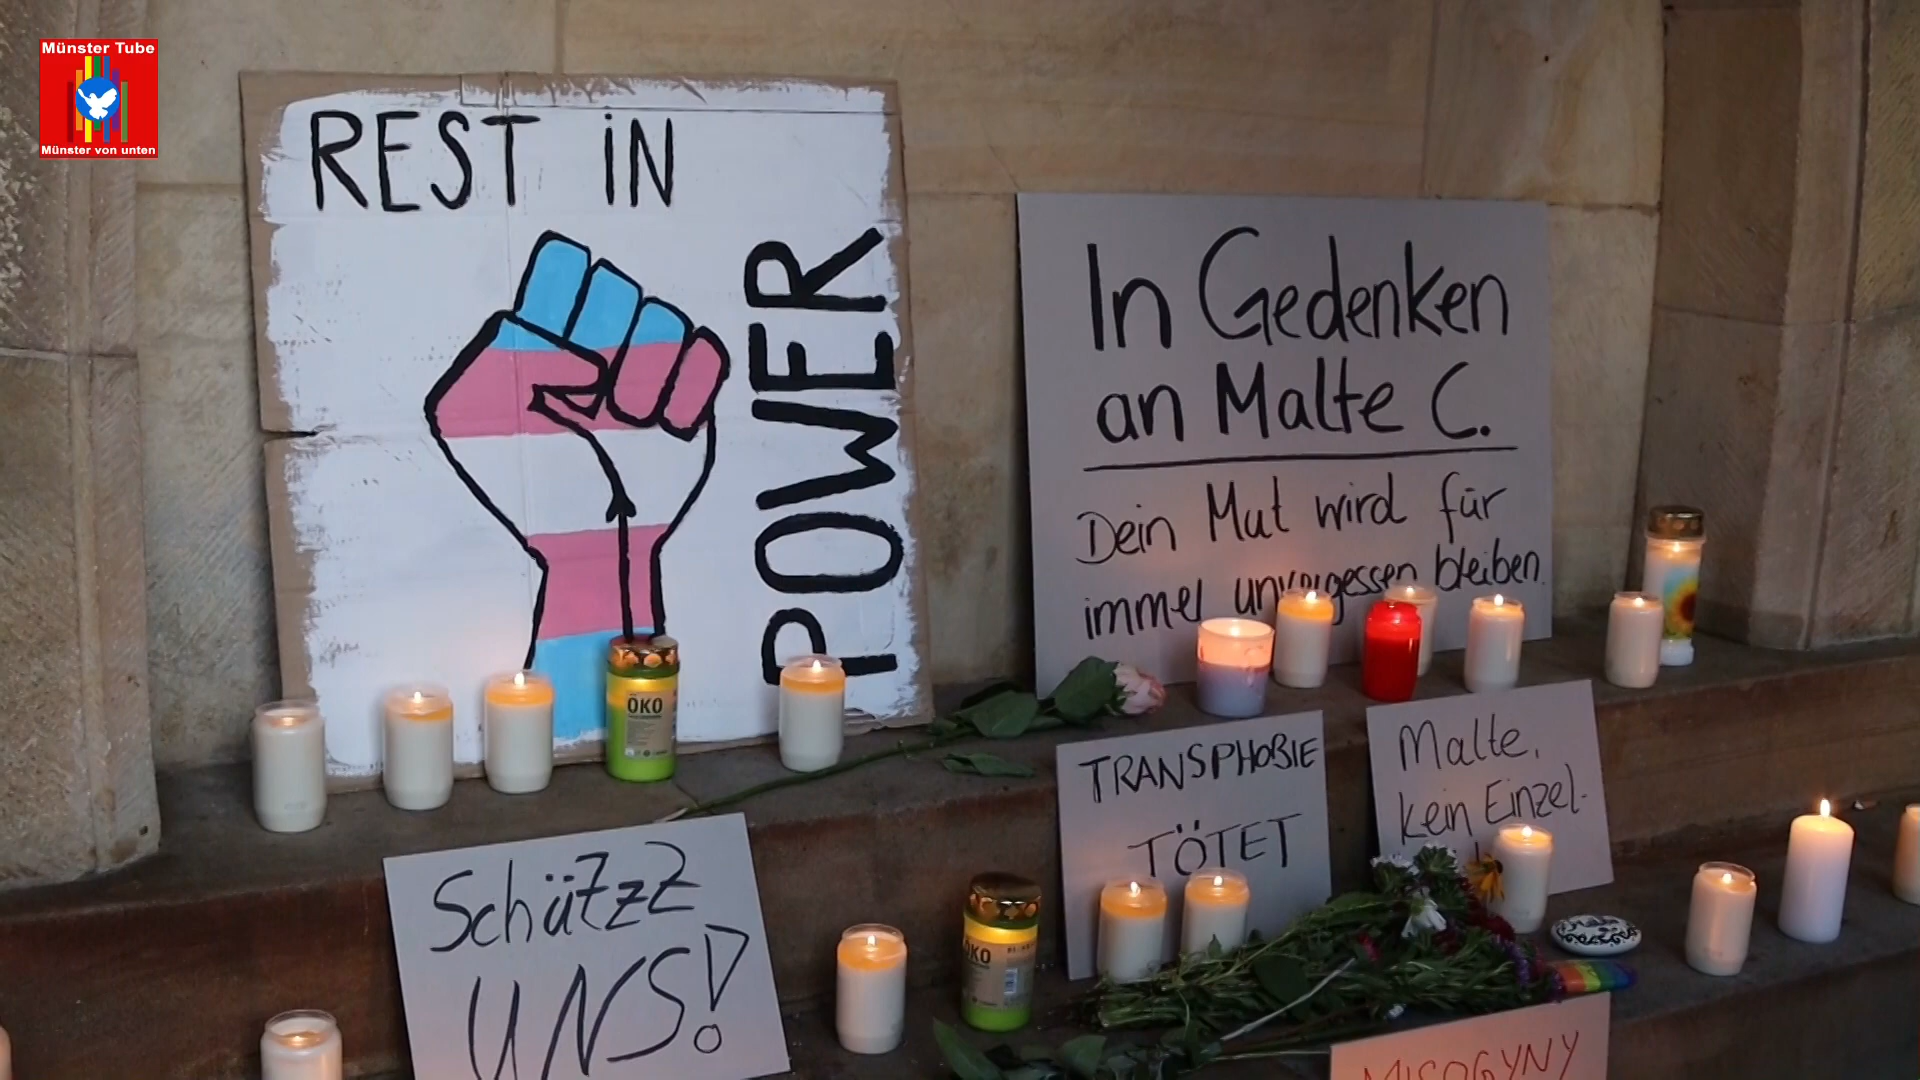 Münster Tube
Münster von unten
REST iN
POWER
In Gedenken
an Malte C.
Dein Mut wird für
immer unvergessen bleiben.
TRANSPHOBIE
TÖTET
Malte,
kein Einzel-
SchüTzzZ
UNS!
ÖKO
ÖKO
MISOGYNY